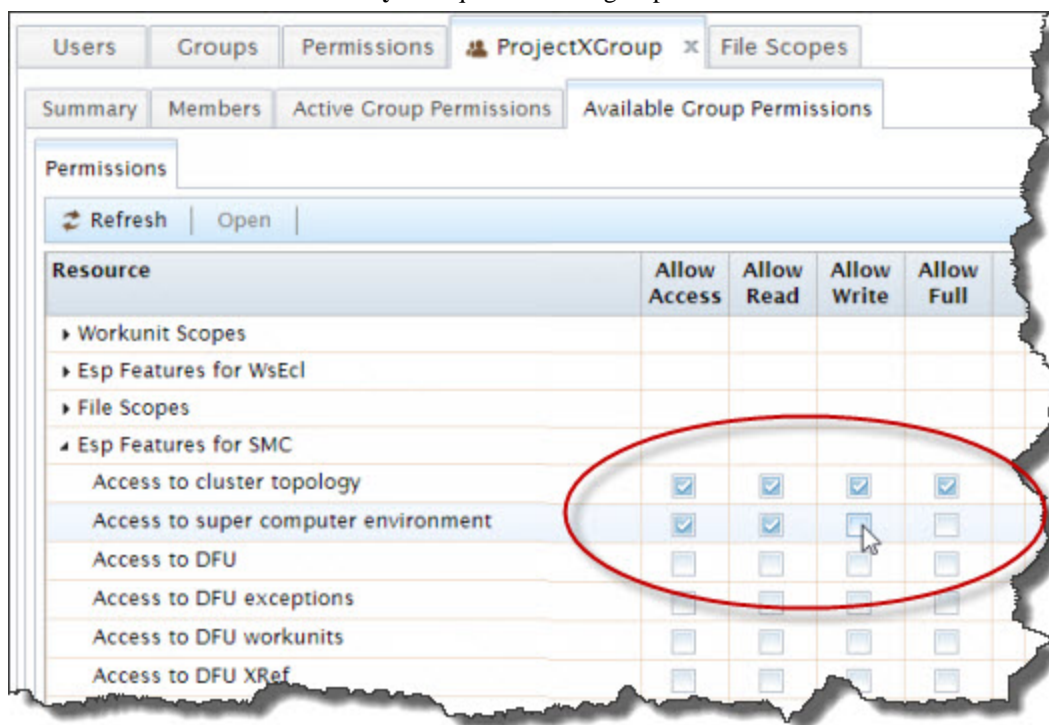 Users Groups Permissions ProjectXGroup x File Scopes
Summary Members Active Group Permissions Available Group Permissions
Permissions
Refresh Open
Resource Allow Access Allow Read Allow Write Allow Full
Workunit Scopes
Esp Features for WsEcl
File Scopes
Esp Features for SMC
Access to cluster topology
Access to super computer environment
Access to DFU
Access to DFU exceptions
Access to DFU workunits
Access to DFU XRef